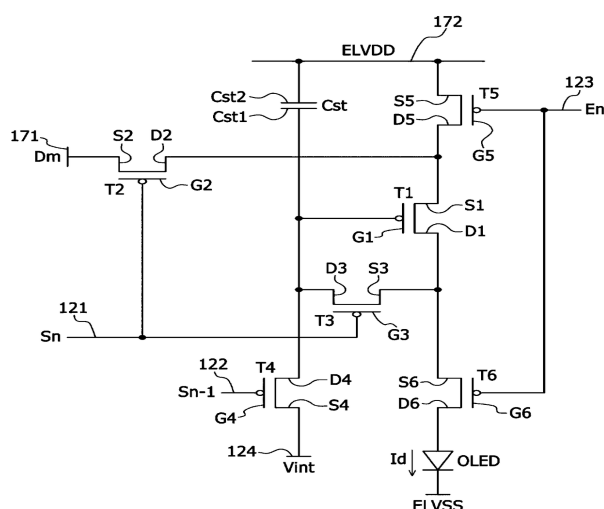 172
ELVDD
Cst2
Cst
Cst1
S5
T5
D5
G5
123
En
171
Dm
S2
D2
T2
G2
T1
S1
G1
D1
D3
S3
T3
G3
121
Sn
122
Sn-1
T4
D4
G4
S4
S6
T6
D6
G6
124
Vint
Id
OLED
ELVSS